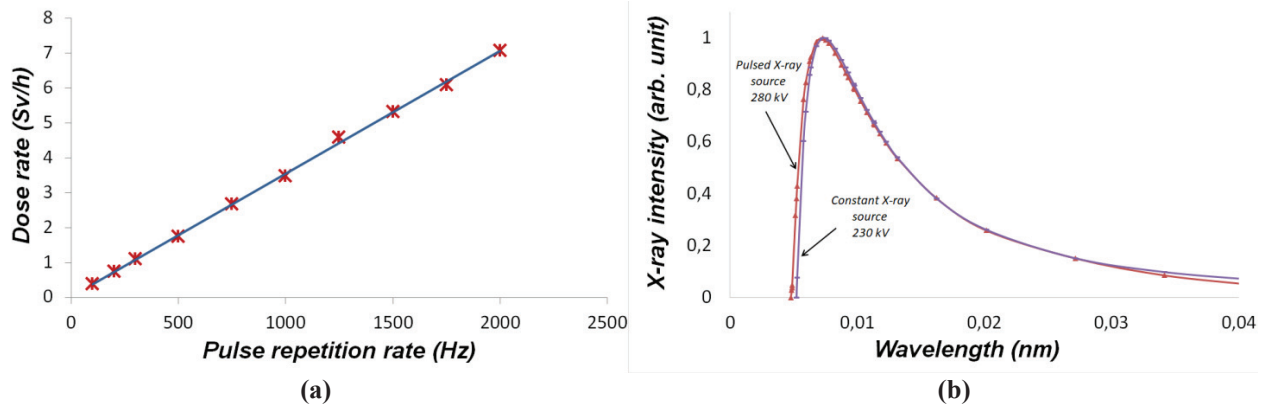 8
7
6
5
4
3
2
1
0
Dose rate (Sv/h)
0 500 1000 1500 2000 2500
Pulse repetition rate (Hz)
(a)
1
0,8
0,6
0,4
0,2
0
X-ray intensity (arb. unit)
Pulsed X-ray
source
280 kV
Constant X-ray
source
230 kV
0 0,01 0,02 0,03 0,04
Wavelength (nm)
(b)